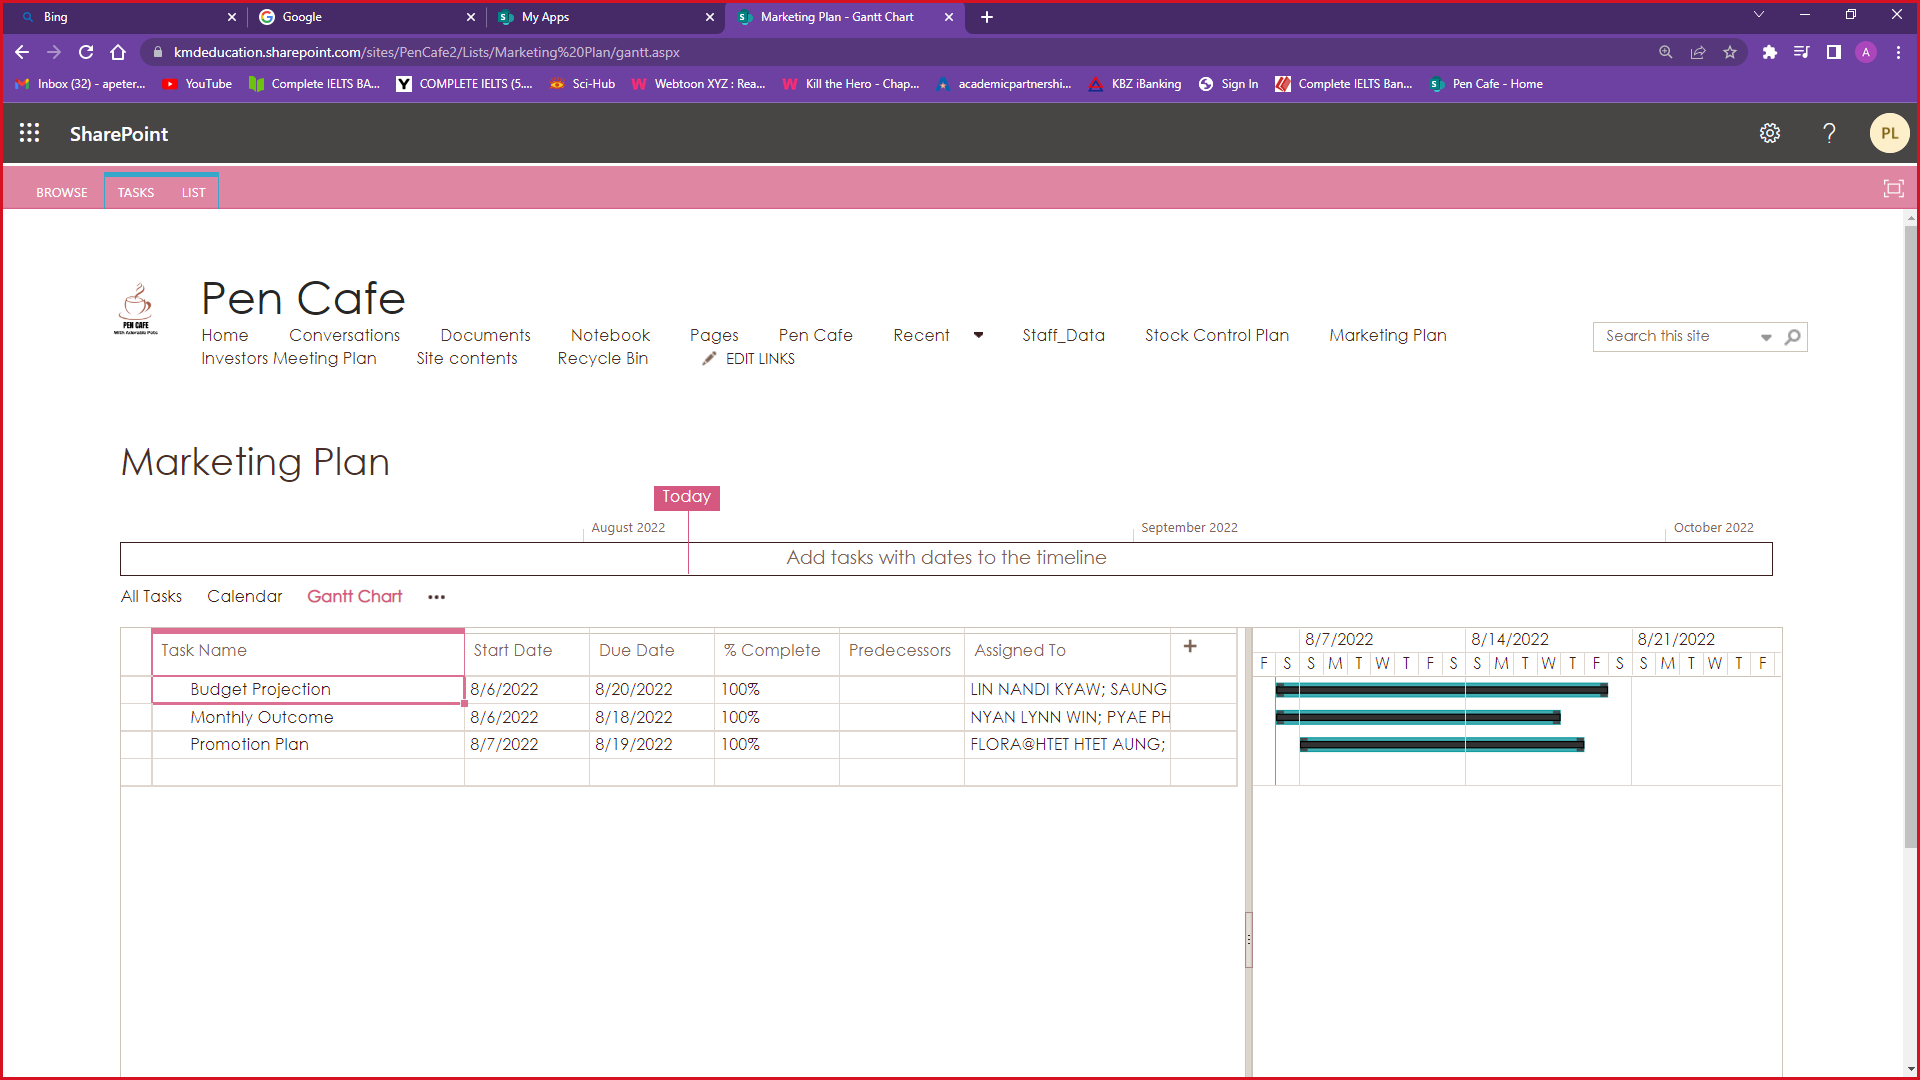 Bing
Google
My Apps
Marketing Plan - Gantt Chart
kmdeducation.sharepoint.com/sites/PenCafe2/Lists/Marketing%20Plan/gantt.aspx
A
Inbox (32) - apeter...
YouTube
Complete IELTS BA...
COMPLETE IELTS (5....
Sci-Hub
Webtoon XYZ : Rea...
Kill the Hero - Chap...
academicpartnershi...
KBZ iBanking
Sign In
Complete IELTS Ban...
Pen Cafe - Home
SharePoint
?
PL
BROWSE TASKS LIST
PEN CAFE
With Adorable Pets
Pen Cafe
Home Conversations Documents Notebook Pages Pen Cafe Recent Staff_Data Stock Control Plan Marketing Plan
Investors Meeting Plan Site contents Recycle Bin EDIT LINKS
Search this site
Marketing Plan
Today
August 2022 September 2022 October 2022
Add tasks with dates to the timeline
All Tasks Calendar Gantt Chart ...
Task Name Start Date Due Date % Complete Predecessors Assigned To +
8/7/2022 8/14/2022 8/21/2022
F S S M T W T F S S M T W T F S S M T W T F
Budget Projection 8/6/2022 8/20/2022 100% LIN NANDI KYAW; SAUNG
Monthly Outcome 8/6/2022 8/18/2022 100% NYAN LYNN WIN; PYAE PH
Promotion Plan 8/7/2022 8/19/2022 100% FLORA@HTET HTET AUNG;